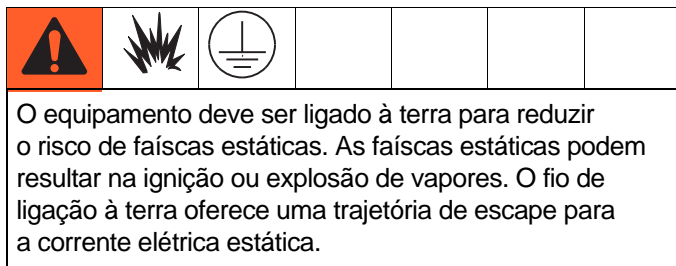 O equipamento deve ser ligado à terra para reduzir
o risco de faíscas estáticas. As faíscas estáticas podem
resultar na ignição ou explosão de vapores. O fio de
ligação à terra oferece uma trajetória de escape para
a corrente elétrica estática.